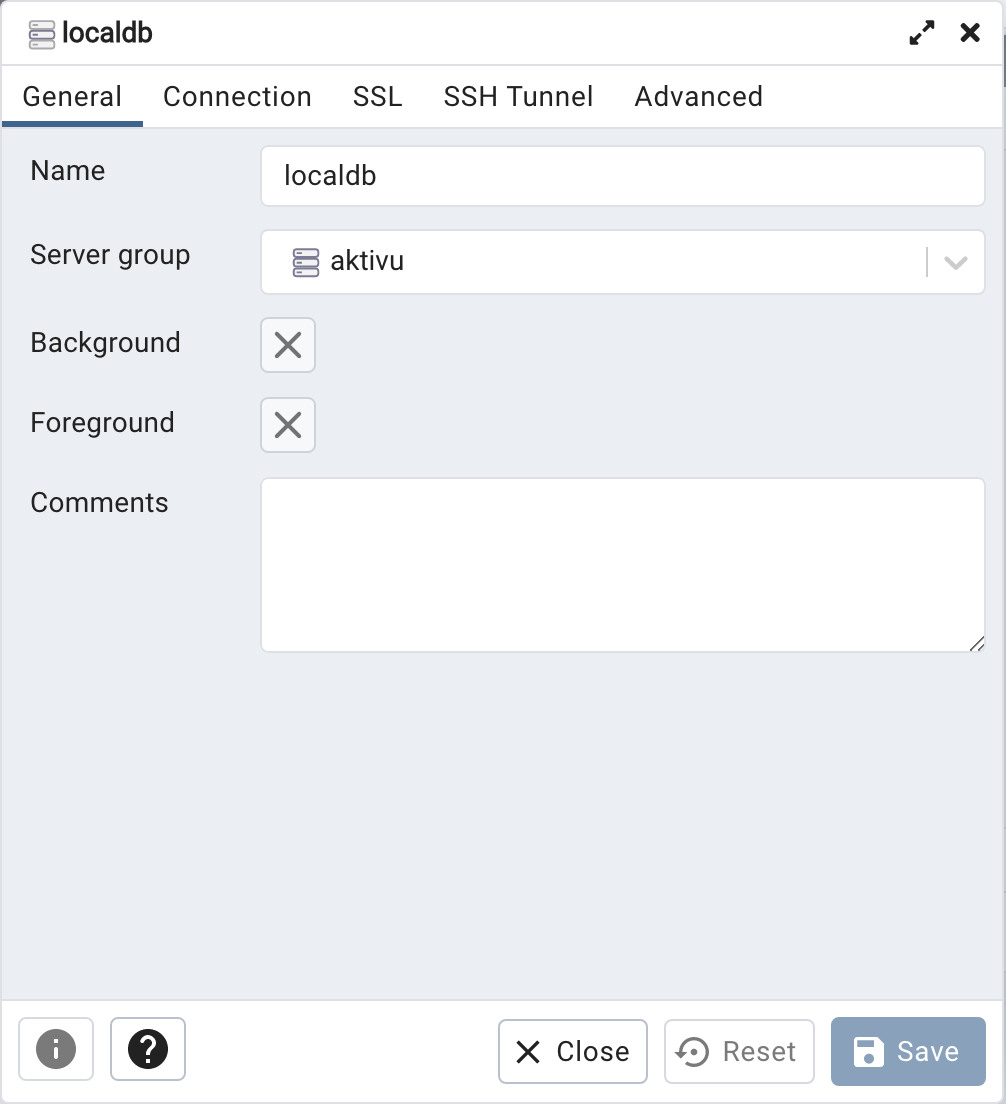 localdb
General Connection SSL SSH Tunnel Advanced
Name localdb
Server group aktivu
Background
Foreground
Comments
Close Reset Save